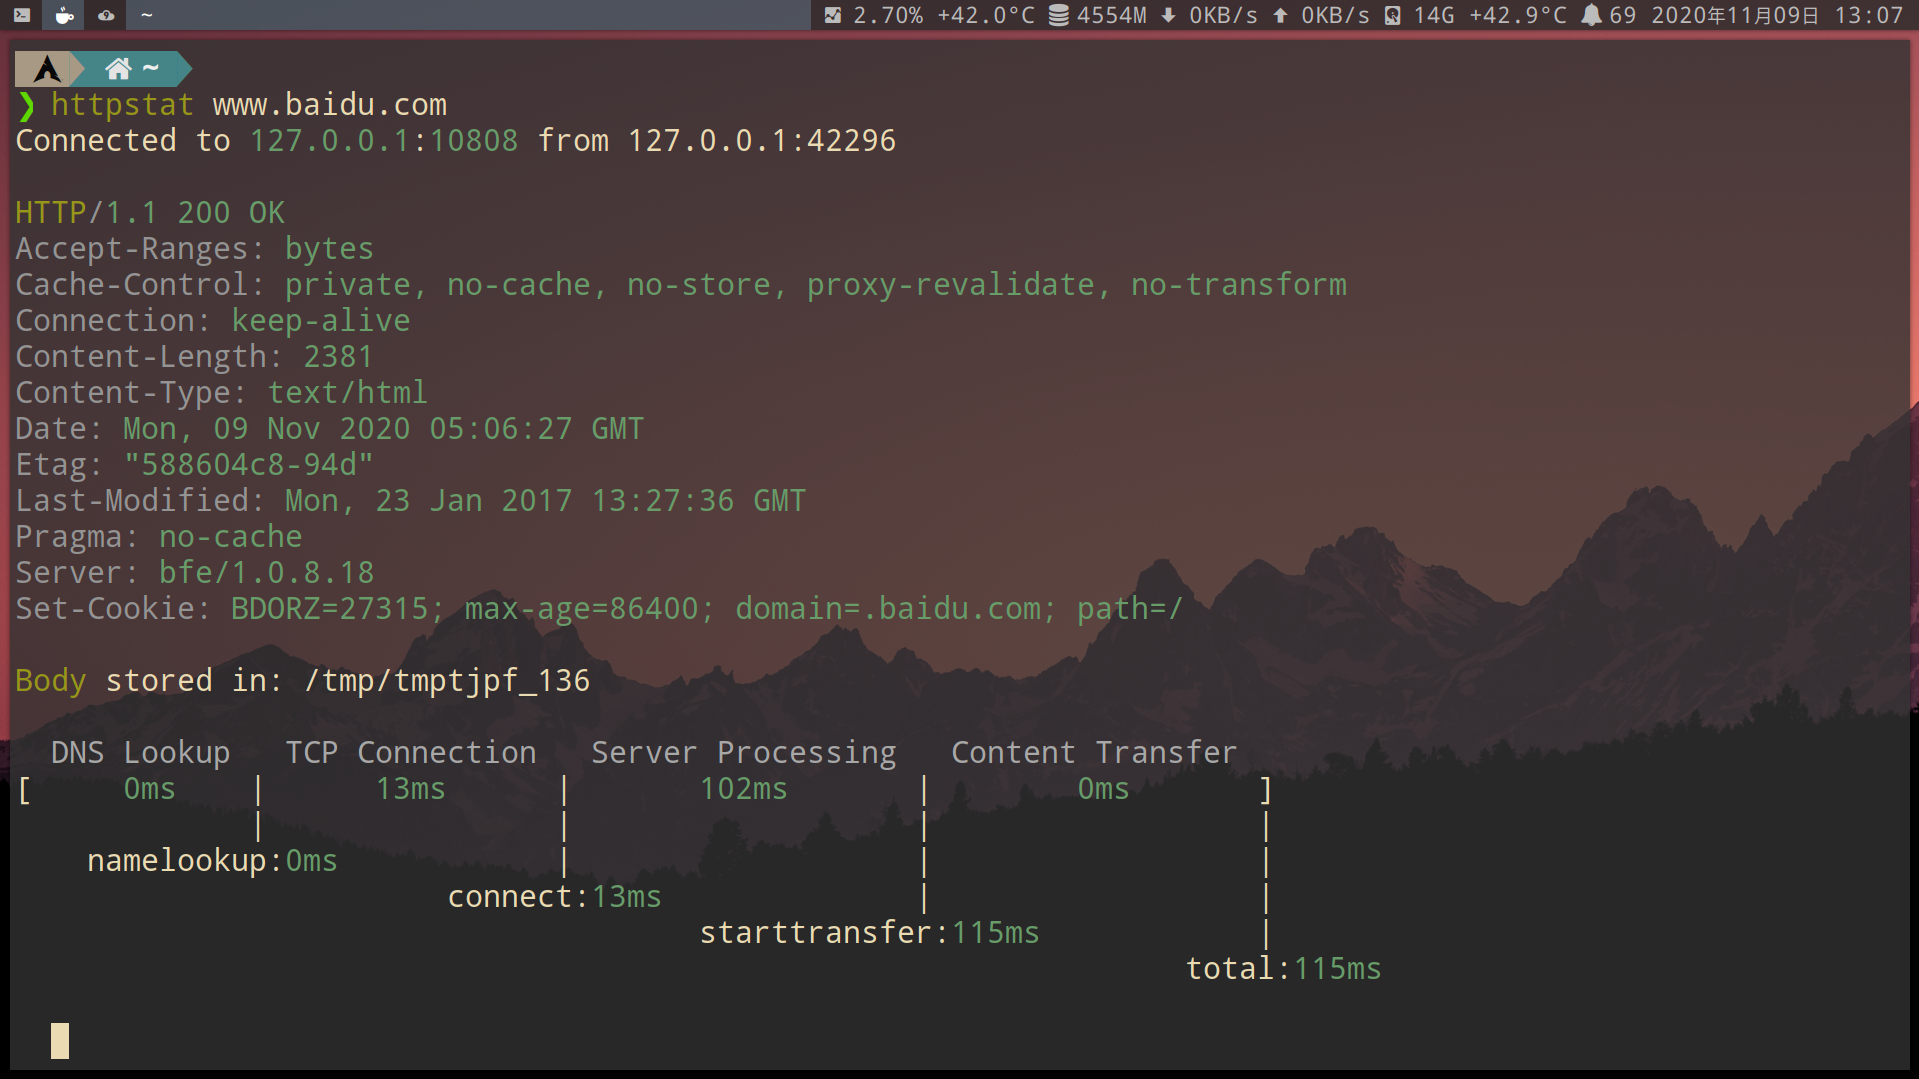 ~ 2.70% +42.0°C 4554M 0KB/s 0KB/s 14G +42.9°C 69 2020年11月09日 13:07
~
❯ httpstat www.baidu.com
Connected to 127.0.0.1:10808 from 127.0.0.1:42296
HTTP/1.1 200 OK
Accept-Ranges: bytes
Cache-Control: private, no-cache, no-store, proxy-revalidate, no-transform
Connection: keep-alive
Content-Length: 2381
Content-Type: text/html
Date: Mon, 09 Nov 2020 05:06:27 GMT
Etag: "588604c8-94d"
Last-Modified: Mon, 23 Jan 2017 13:27:36 GMT
Pragma: no-cache
Server: bfe/1.0.8.18
Set-Cookie: BDORZ=27315; max-age=86400; domain=.baidu.com; path=/
Body stored in: /tmp/tmptjpf_136
DNS Lookup TCP Connection Server Processing Content Transfer
[ 0ms | 13ms | 102ms | 0ms ]
| | | |
namelookup:0ms | | |
connect:13ms | |
starttransfer:115ms |
total:115ms